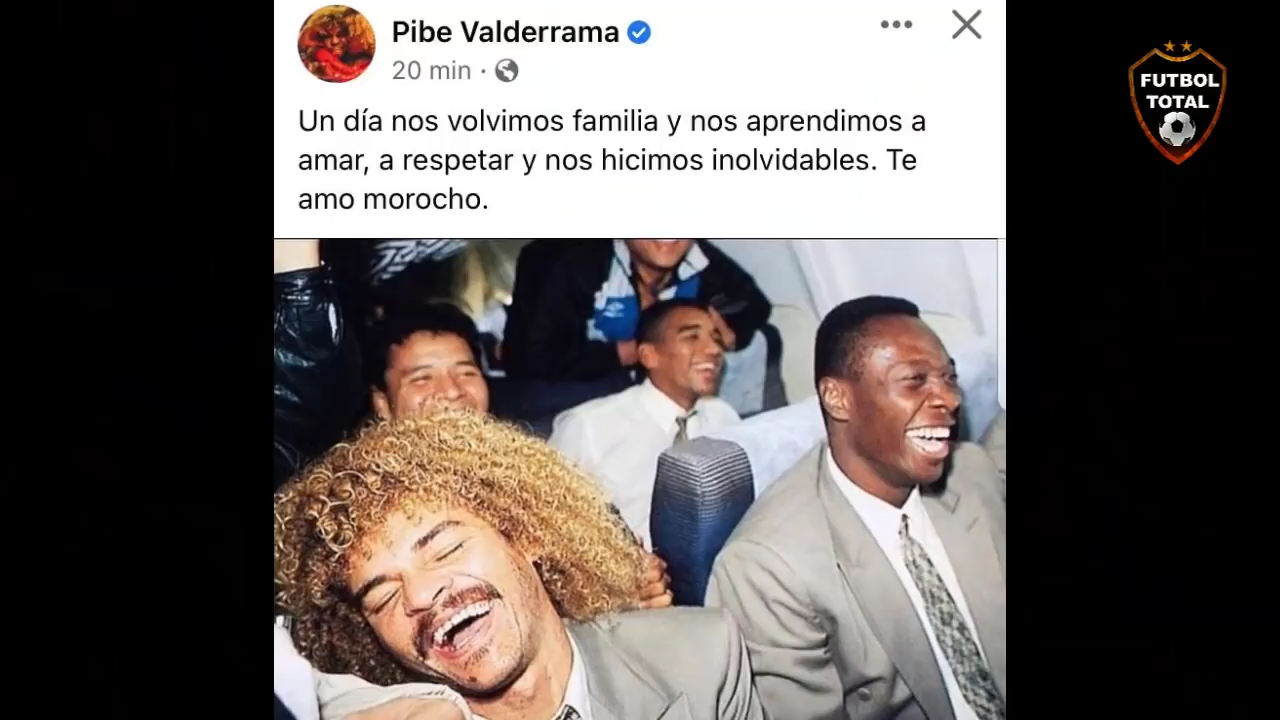 Pibe Valderrama
20 min ·
Un día nos volvimos familia y nos aprendimos a
amar, a respetar y nos hicimos inolvidables. Te
amo morocho.
FUTBOL
TOTAL